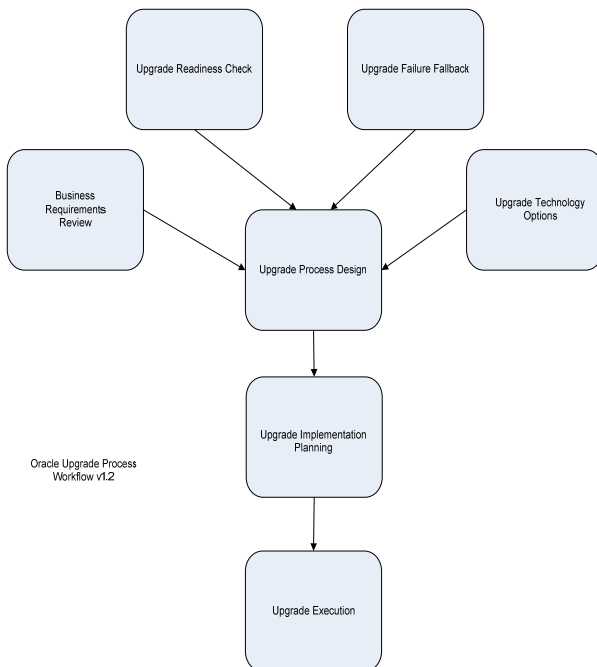 Upgrade Readiness Check
Upgrade Failure Fallback
Business
Requirements
Review
Upgrade Technology
Options
Upgrade Process Design
Upgrade Implementation
Planning
Oracle Upgrade Process
Workflow v1.2
Upgrade Execution